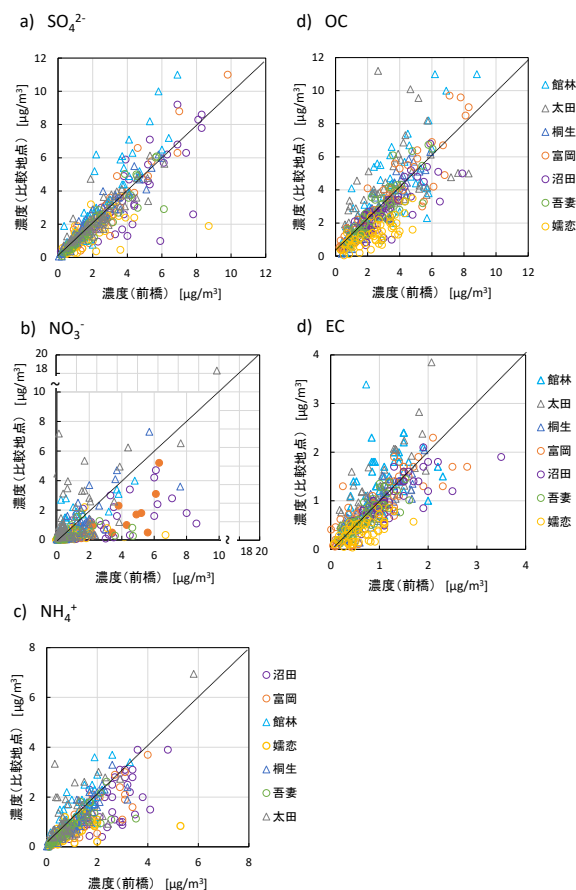 a) SO₄²⁻
濃度(比較地点) [µg/m³]
12
10
8
6
4
2
0
0 2 4 6 8 10 12
濃度(前橋) [µg/m³]
d) OC
濃度(比較地点) [µg/m³]
12
10
8
6
4
2
0
0 2 4 6 8 10 12
濃度(前橋) [µg/m³]
館林
太田
桐生
富岡
沼田
吾妻
嬬恋
b) NO₃⁻
濃度(比較地点) [µg/m³]
20
18
≈
10
8
6
4
2
0
0 2 4 6 8 10 ≈ 18 20
濃度(前橋) [µg/m³]
d) EC
濃度(比較地点) [µg/m³]
4
3
2
1
0
0 1 2 3 4
濃度(前橋) [µg/m³]
館林
太田
桐生
富岡
沼田
吾妻
嬬恋
c) NH₄⁺
濃度(比較地点) [µg/m³]
8
6
4
2
0
0 2 4 6 8
濃度(前橋) [µg/m³]
沼田
富岡
館林
嬬恋
桐生
吾妻
太田